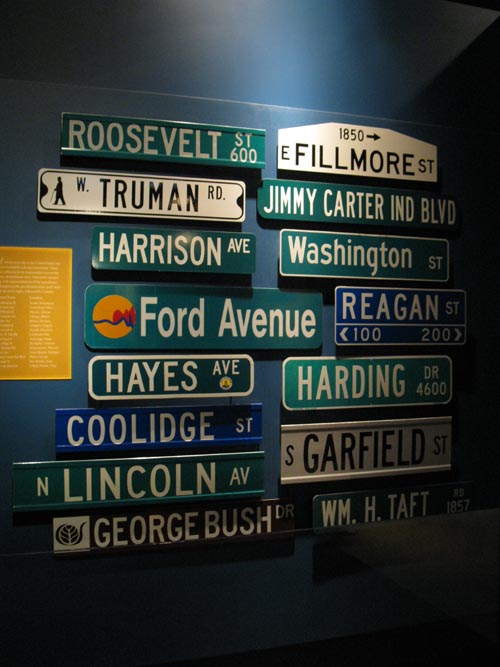 ROOSEVELT ST 600
1850 →
E FILLMORE ST
W. TRUMAN RD.
JIMMY CARTER IND BLVD
HARRISON AVE
Washington ST
Ford Avenue
REAGAN ST
100 200
HAYES AVE
HARDING DR 4600
COOLIDGE ST
S GARFIELD ST
N LINCOLN AV
WM. H. TAFT RD 1857
GEORGE BUSH DR